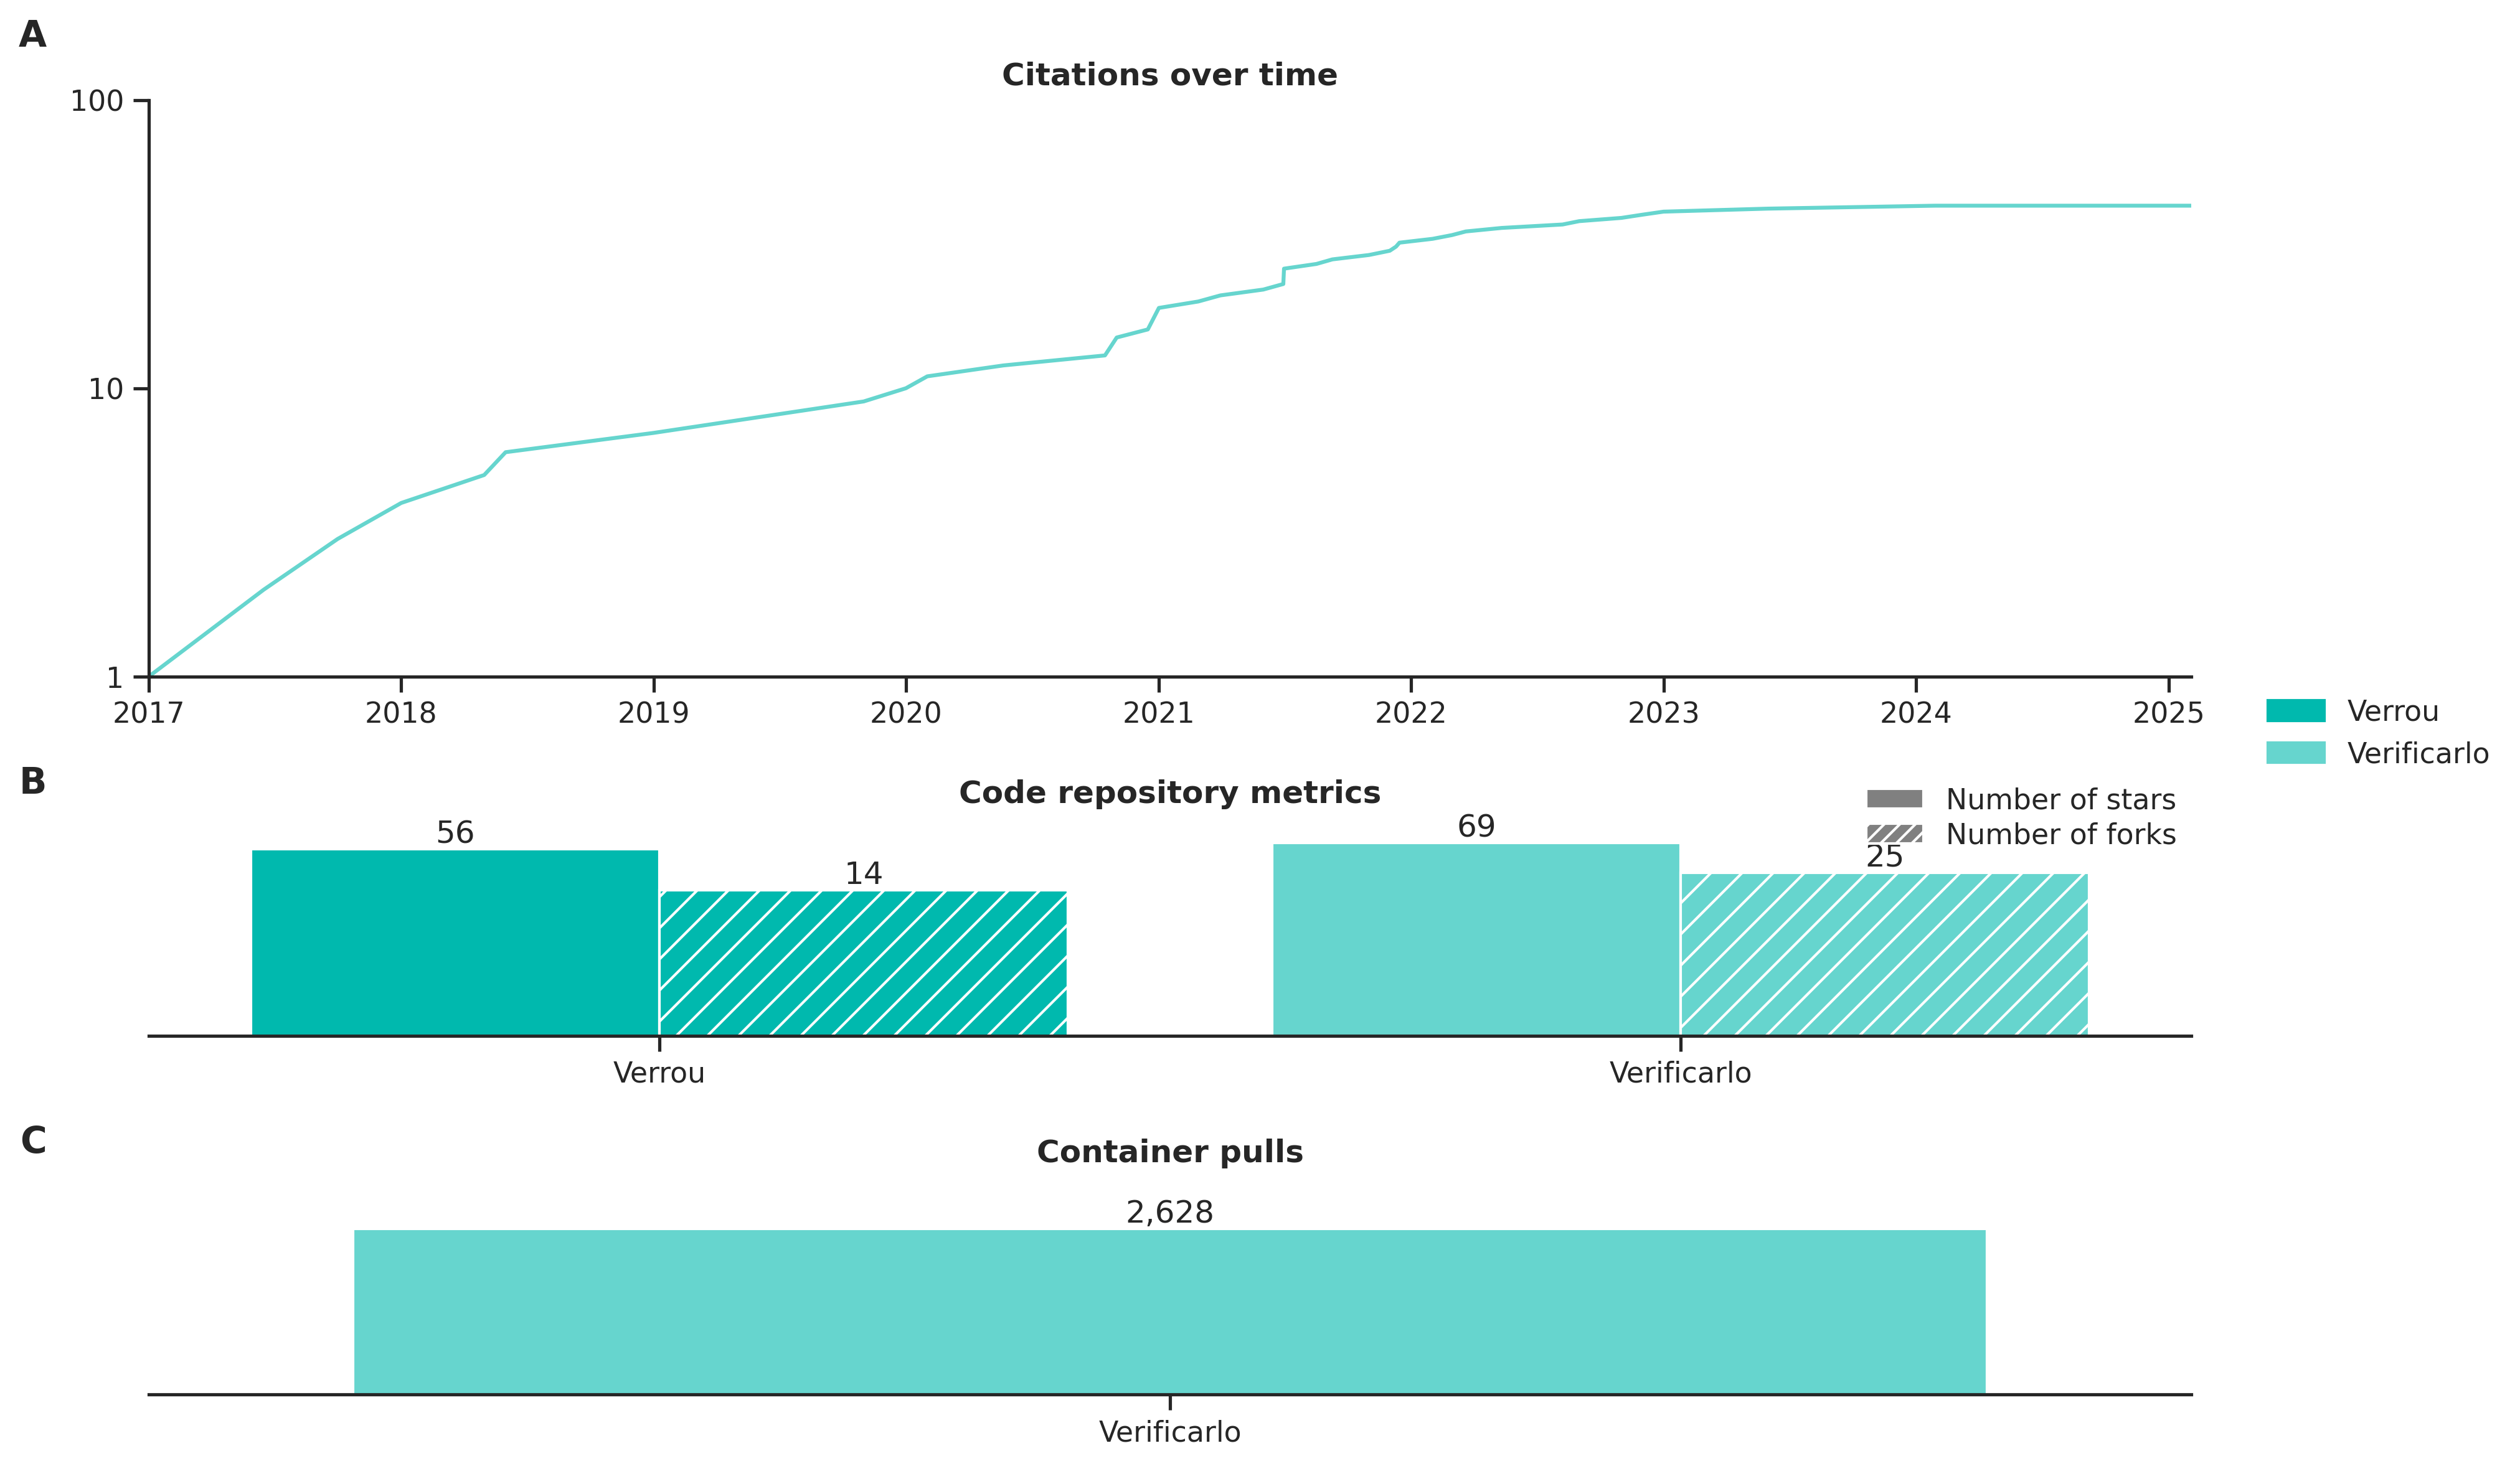 A
Citations over time
100
10
1
2017 2018 2019 2020 2021 2022 2023 2024 2025
Verrou
Verificarlo
B
Code repository metrics
Number of stars
Number of forks
56
14
69
25
Verrou
Verificarlo
C
Container pulls
2,628
Verificarlo